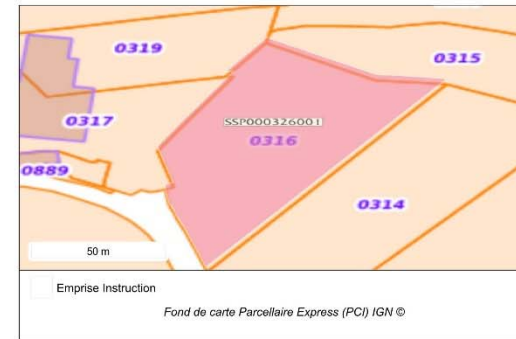 0319
0315
SSP000326001
0317
0316
0889
0314
50 m
Emprise Instruction
Fond de carte Parcellaire Express (PCI) IGN ©